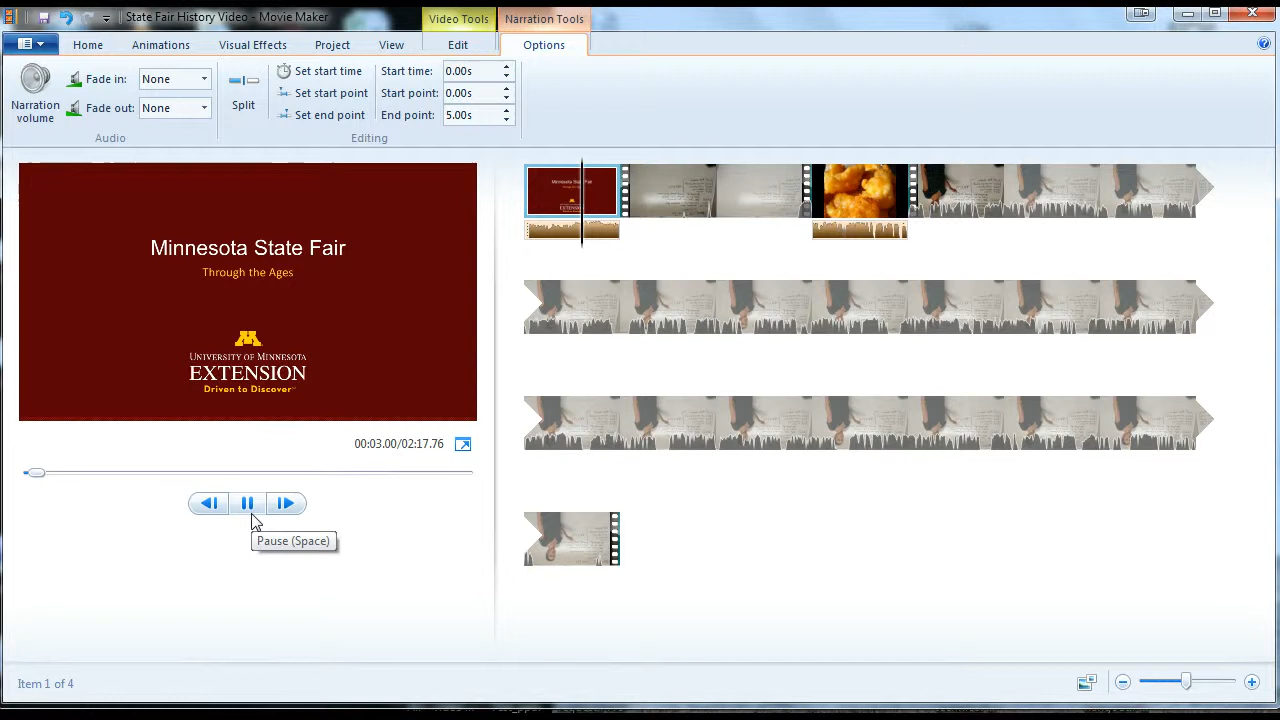 State Fair History Video - Movie Maker
Video Tools
Narration Tools
Home
Animations
Visual Effects
Project
View
Edit
Options
Narration volume
Fade in: None
Fade out: None
Audio
Split
Set start time
Set start point
Set end point
Start time: 0.00s
Start point: 0.00s
End point: 5.00s
Editing
Minnesota State Fair
Through the Ages
UNIVERSITY OF MINNESOTA
EXTENSION
Driven to Discover
00:03.00/02:17.76
Pause (Space)
Minnesota State Fair
Item 1 of 4